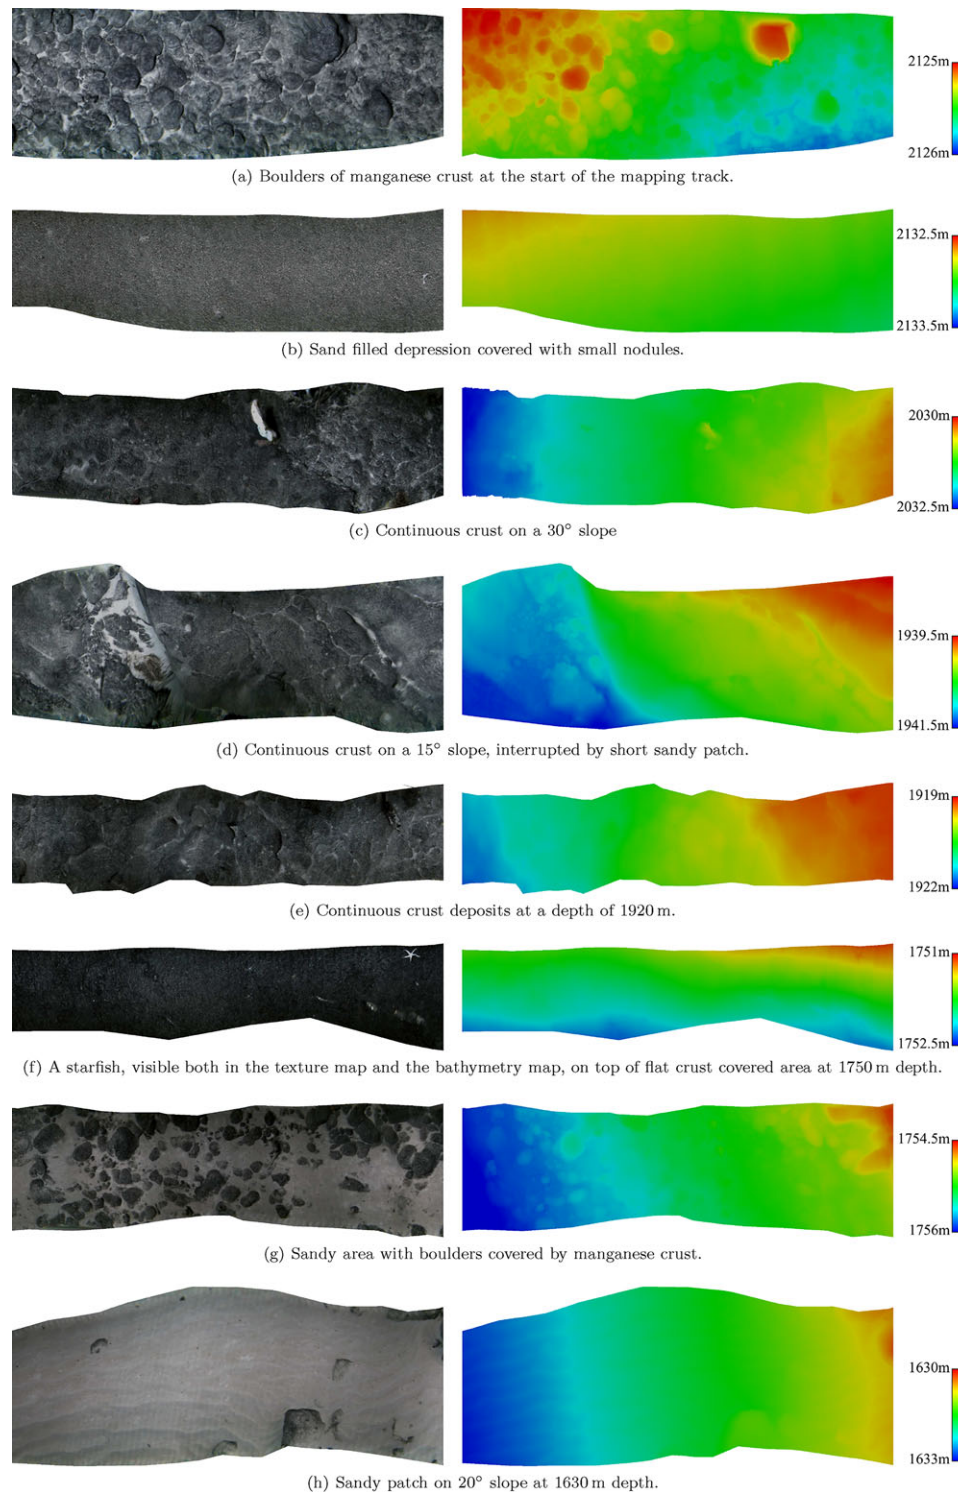 2125m
2126m
(a) Boulders of manganese crust at the start of the mapping track.
2132.5m
2133.5m
(b) Sand filled depression covered with small nodules.
2030m
2032.5m
(c) Continuous crust on a 30° slope
1939.5m
1941.5m
(d) Continuous crust on a 15° slope, interrupted by short sandy patch.
1919m
1922m
(e) Continuous crust deposits at a depth of 1920 m.
1751m
1752.5m
(f) A starfish, visible both in the texture map and the bathymetry map, on top of flat crust covered area at 1750 m depth.
1754.5m
1756m
(g) Sandy area with boulders covered by manganese crust.
1630m
1633m
(h) Sandy patch on 20° slope at 1630 m depth.